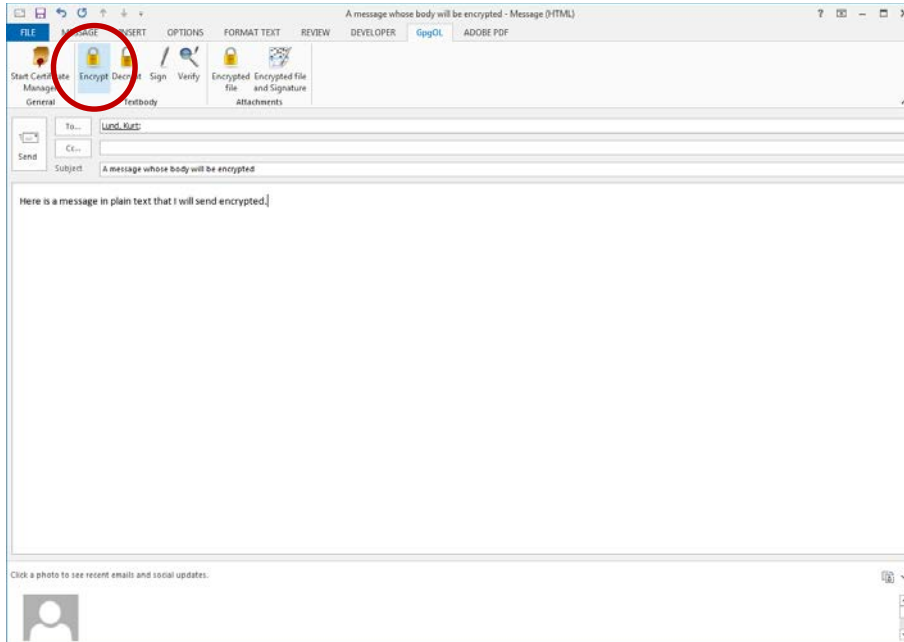 A message whose body will be encrypted - Message (HTML)
FILE MESSAGE INSERT OPTIONS FORMAT TEXT REVIEW DEVELOPER GpgOL ADOBE PDF
Start Certificate Encrypt Decrypt Sign Verify Encrypted Encrypted file
Manager file and Signature
General Textbody Attachments
To... Lund, Kurt;
Cc...
Send
Subject A message whose body will be encrypted
Here is a message in plain text that I will send encrypted.
Click a photo to see recent emails and social updates.